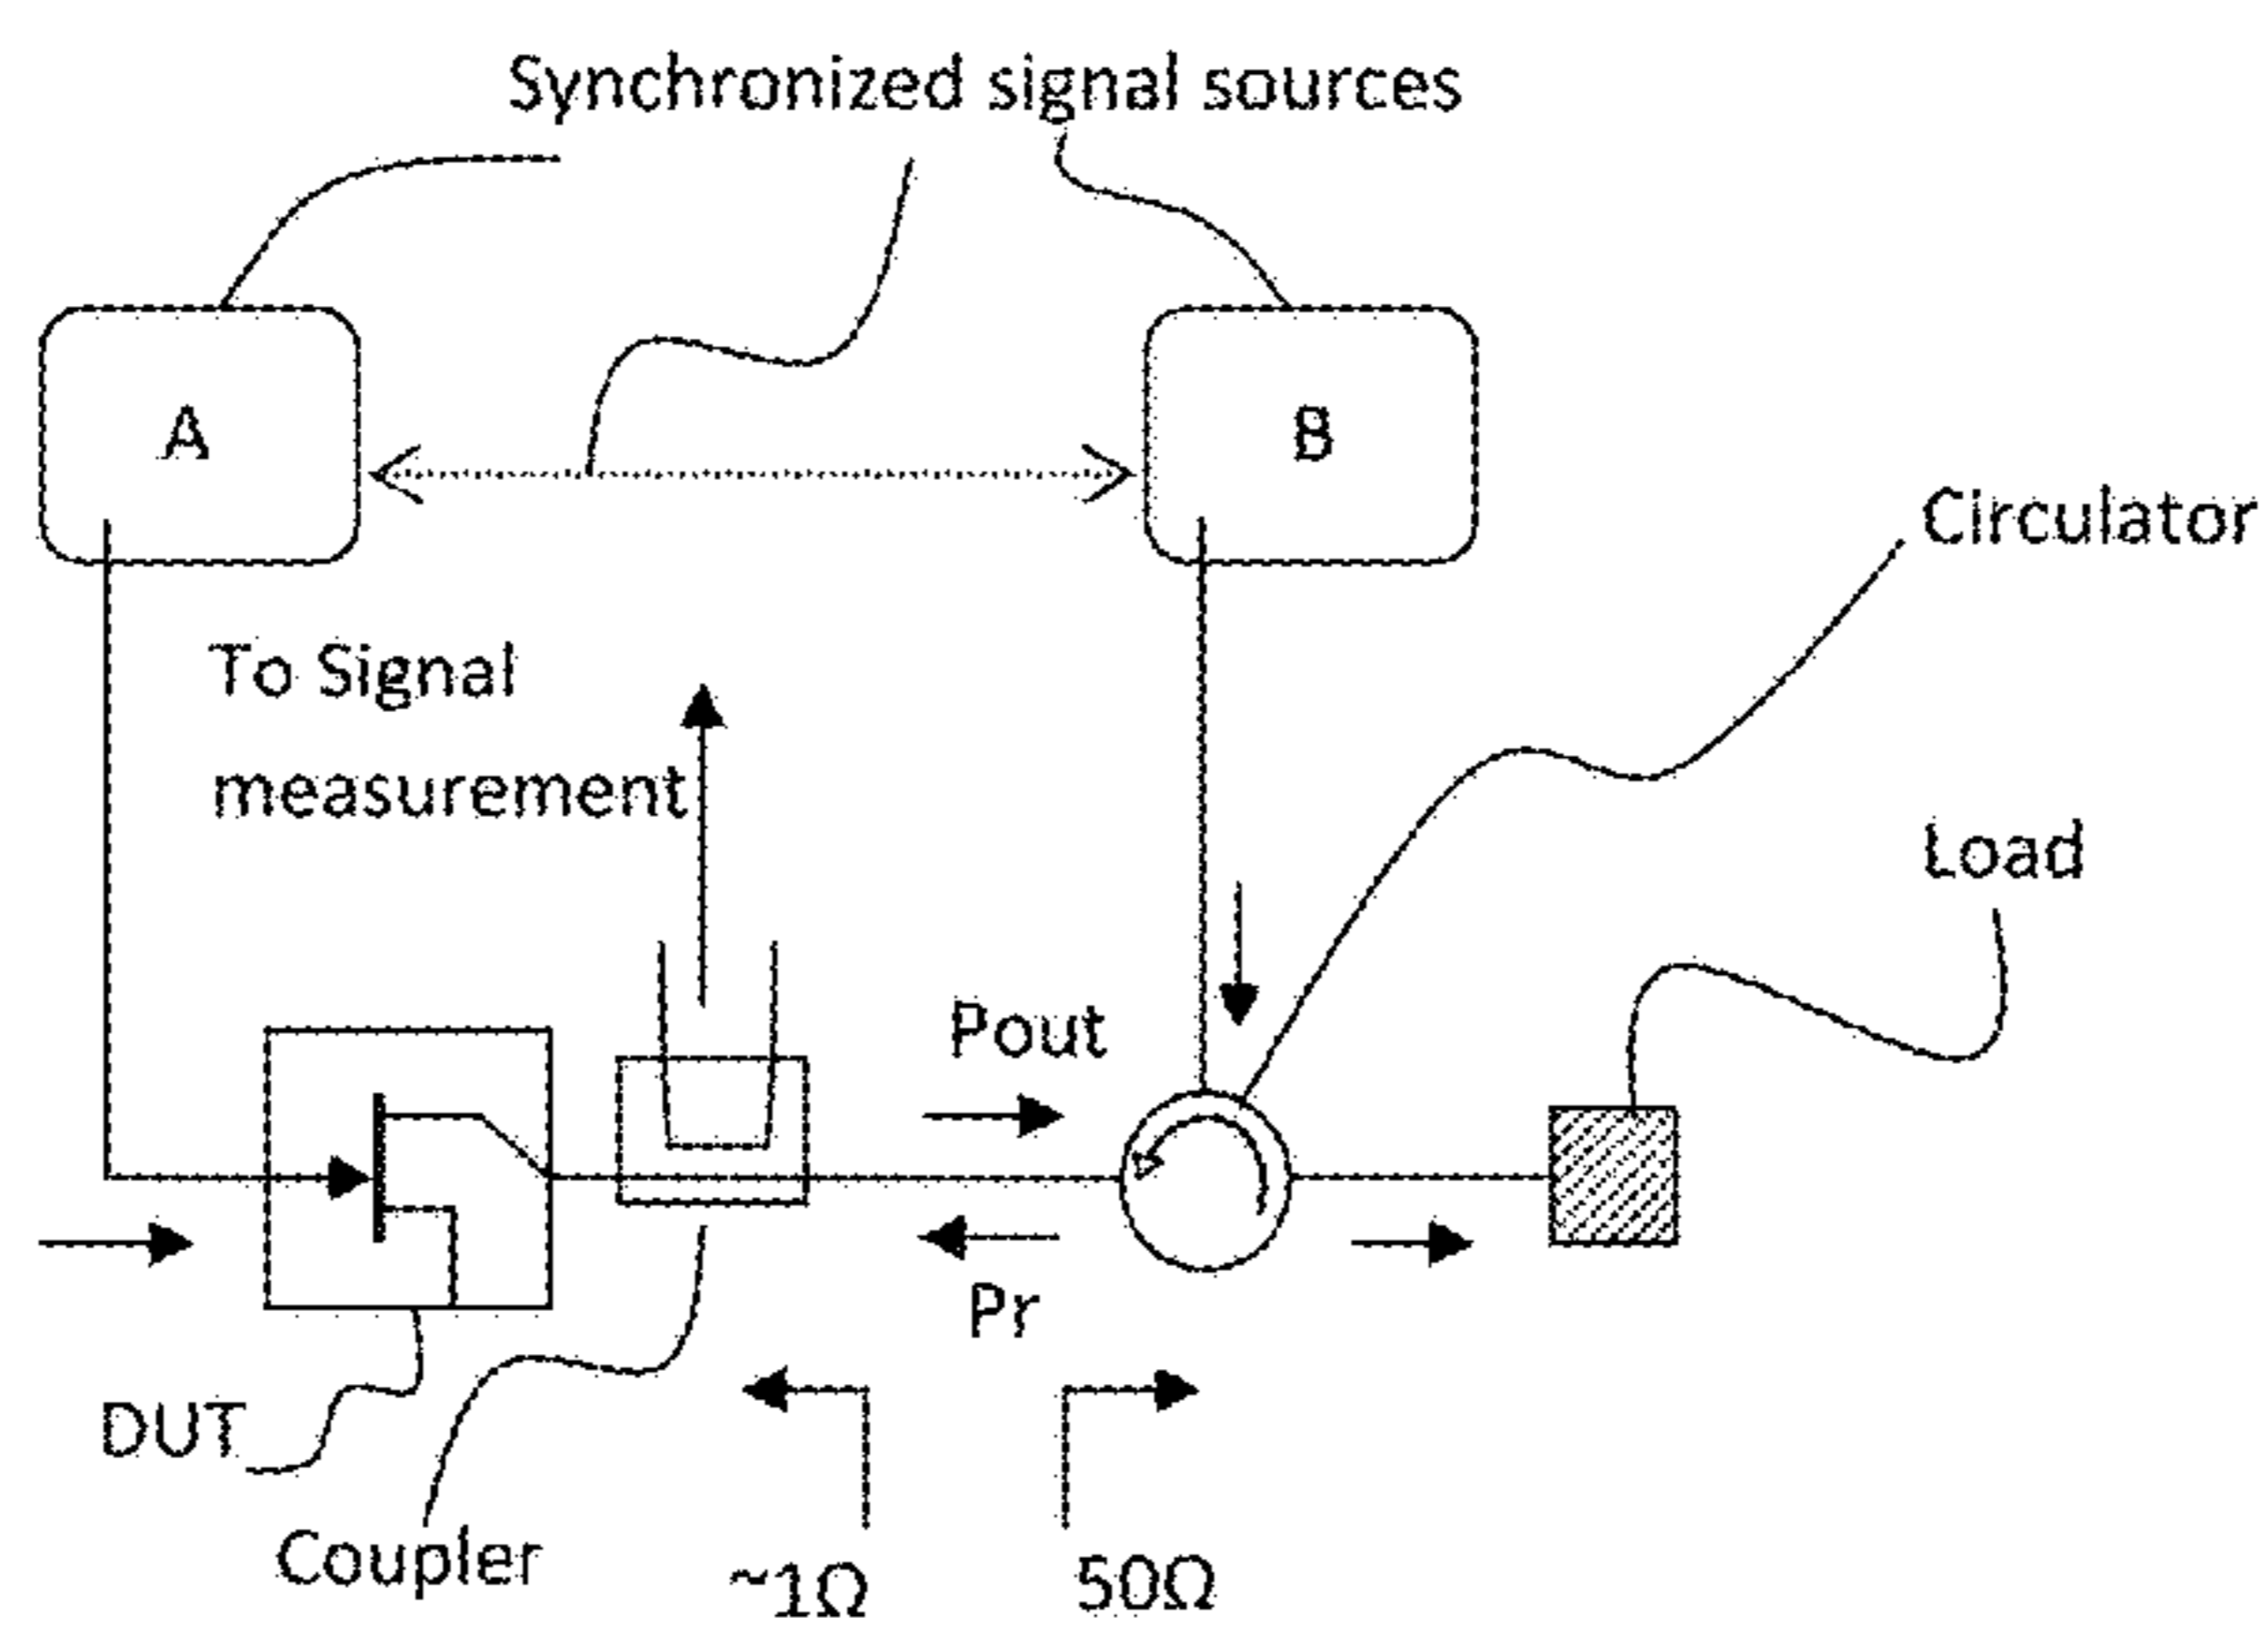 Synchronized signal sources
A
B
Circulator
To Signal
measurement
Load
Pout
Pr
DUT
Coupler
~1Ω
50Ω